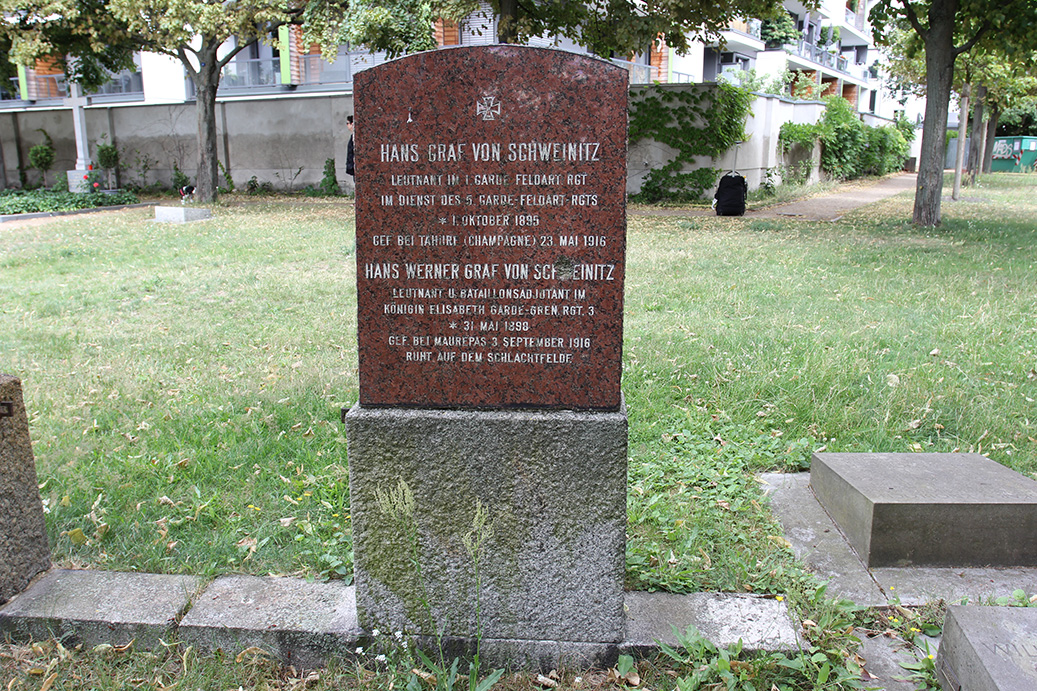 HANS GRAF VON SCHWEINITZ
LEUTNANT IM 1. GARDE-FELDART. RGT
IM DIENST DES 5. GARDE-FELDART-RGTS
* 1. OKTOBER 1895
GEF BEI TAHURE (CHAMPAGNE) 23. MAI 1916
HANS WERNER GRAF VON SCHWEINITZ
LEUTNANT U. BATAILLONSADJUTANT IM
KÖNIGIN ELISABETH GARDE-GREN. RGT. 3
* 31 MAI 1898
GEF. BEI MAUREPAS 3 SEPTEMBER 1916
RUHT AUF DEM SCHLACHTFELDE.